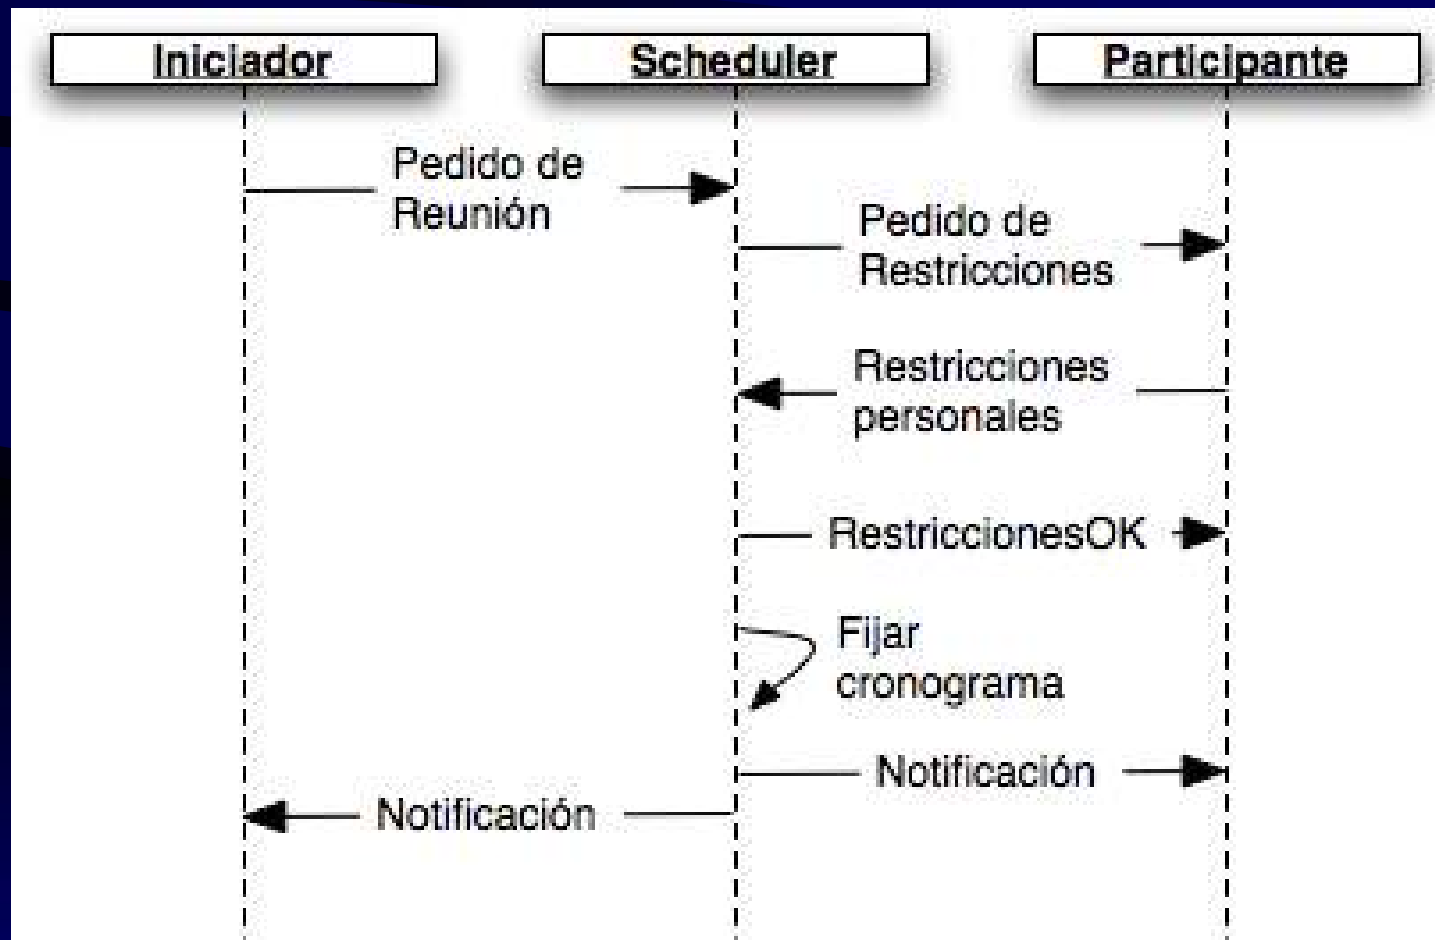 Iniciador
Scheduler
Participante
Pedido de
Reunión
Pedido de
Restricciones
Restricciones
personales
RestriccionesOK
Fijar
cronograma
Notificación
Notificación